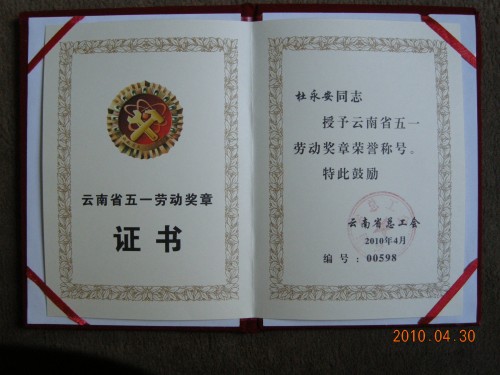 云南省五一劳动奖章
证书
杜永安同志
授予云南省五一
劳动奖章荣誉称号。
特此鼓励
云南省总工会
2010年4月
编号:00598
2010.04.30